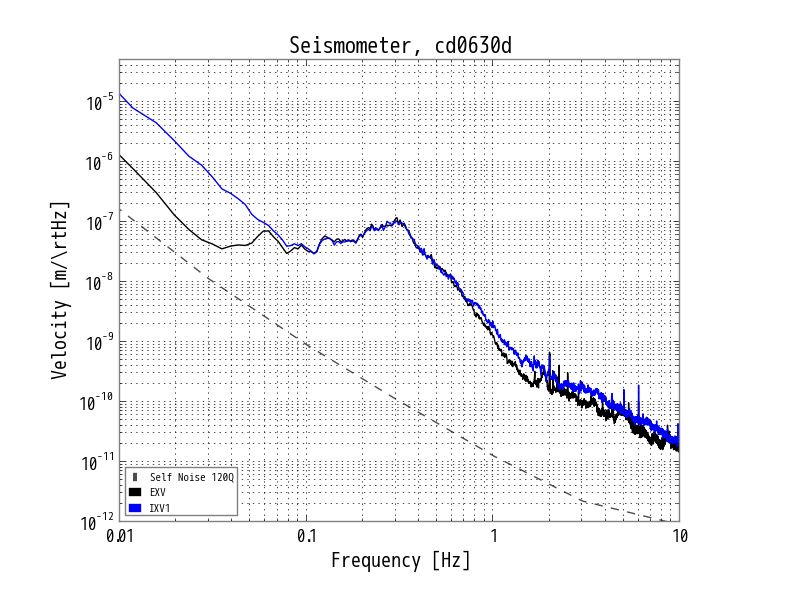 Seismometer, cd0630d
Velocity [m/\rtHz]
10-5
10-6
10-7
10-8
10-9
10-10
10-11
10-12
Self Noise 120Q
EXV
IXV1
0.01
0.1
1
10
Frequency [Hz]